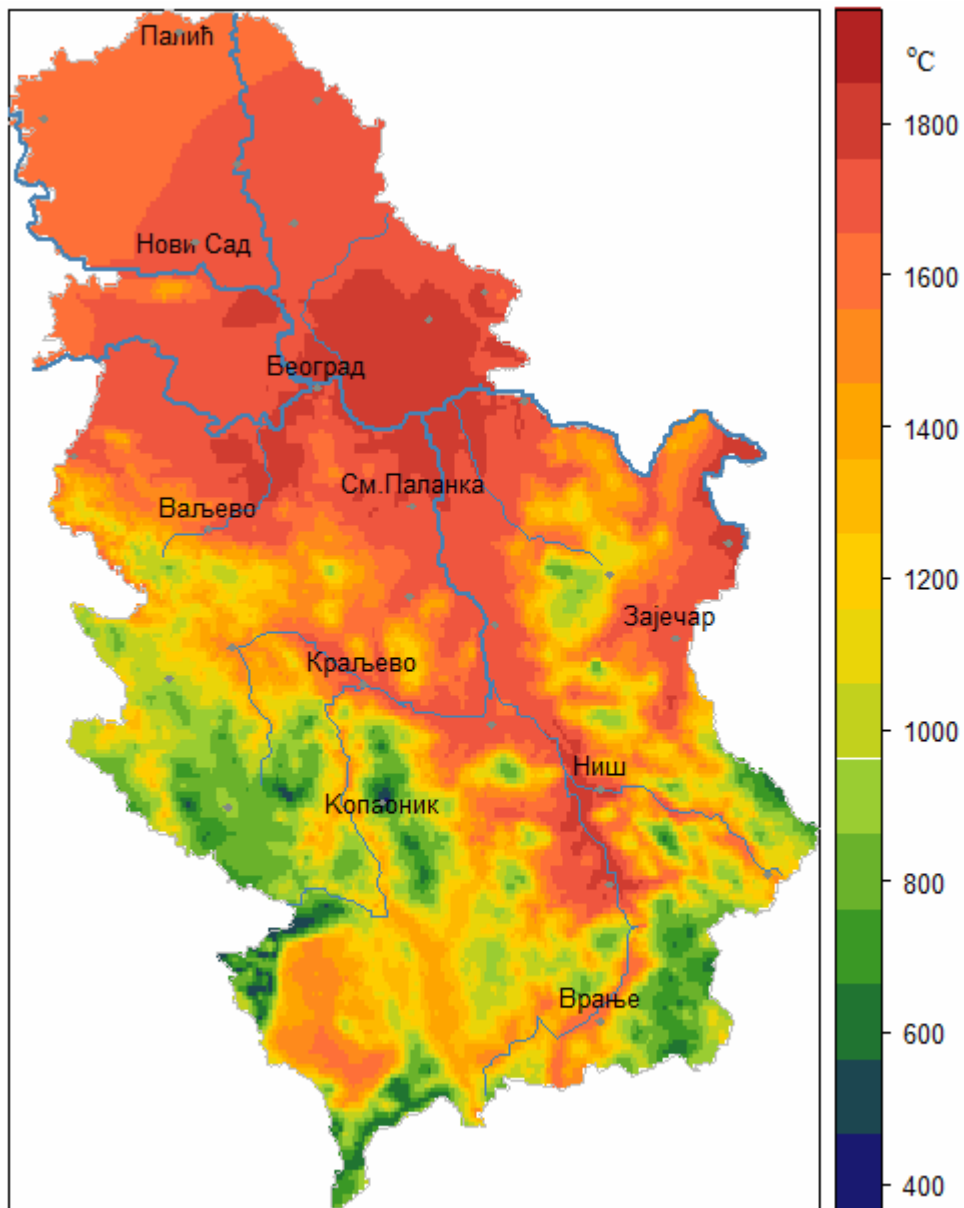 Палић
°C
1800
Нови Сад
1600
Београд
1400
См.Паланка
Ваљево
1200
Зајечар
Краљево
1000
Ниш
Копаоник
800
Врање
600
400